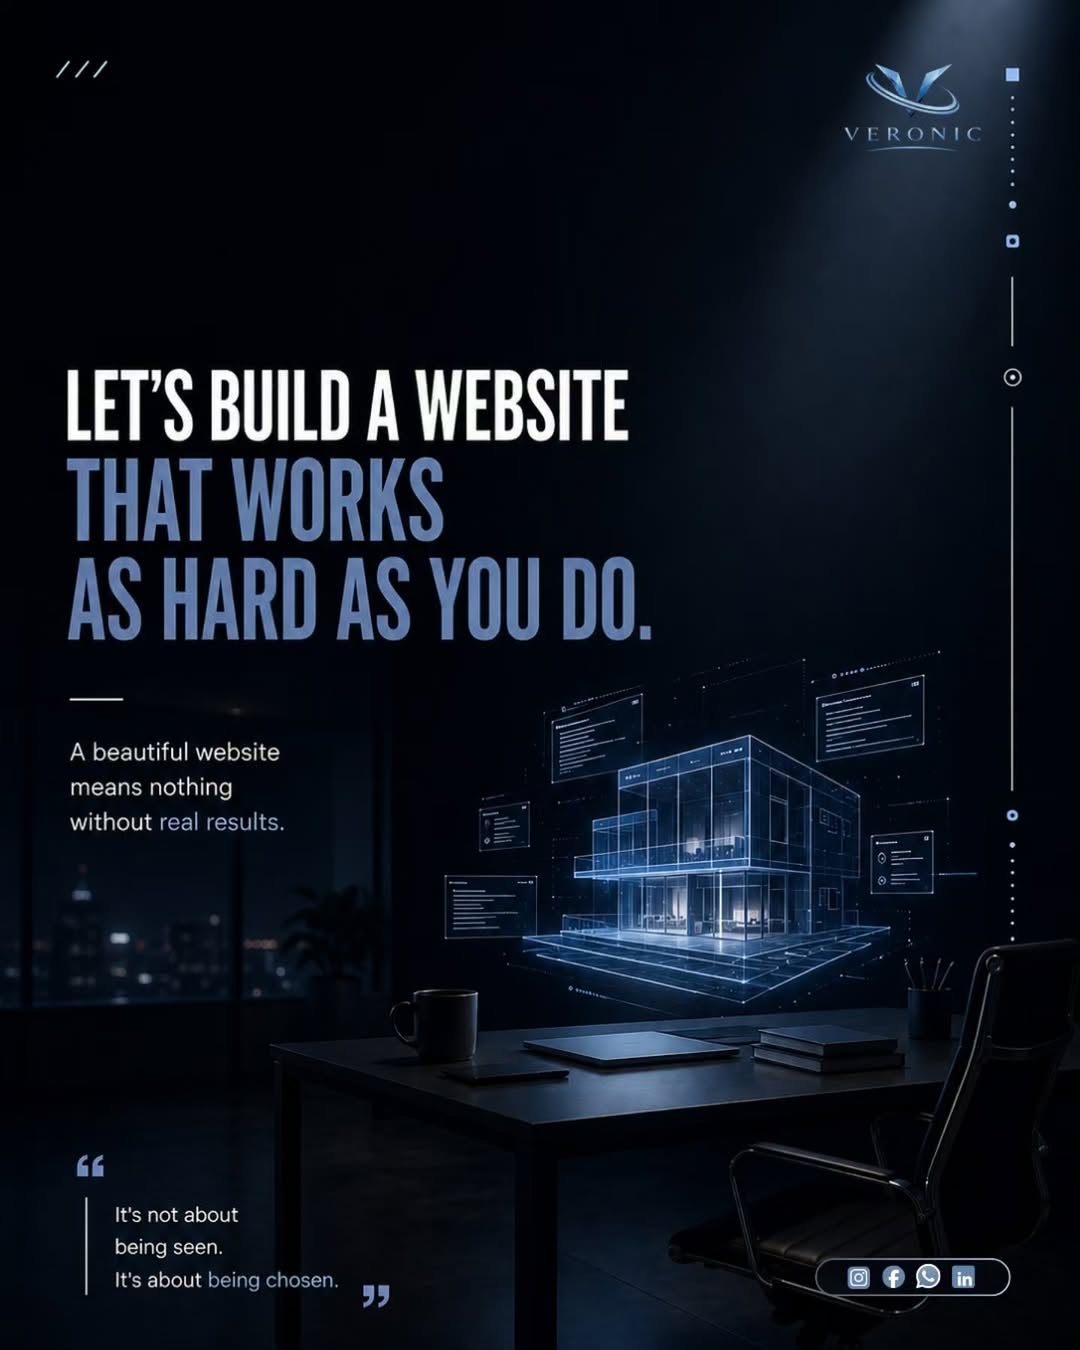 ///
VERONIC
LET'S BUILD A WEBSITE
THAT WORKS
AS HARD AS YOU DO.
A beautiful website
means nothing
without real results.
“
It's not about
being seen.
It's about being chosen.
”